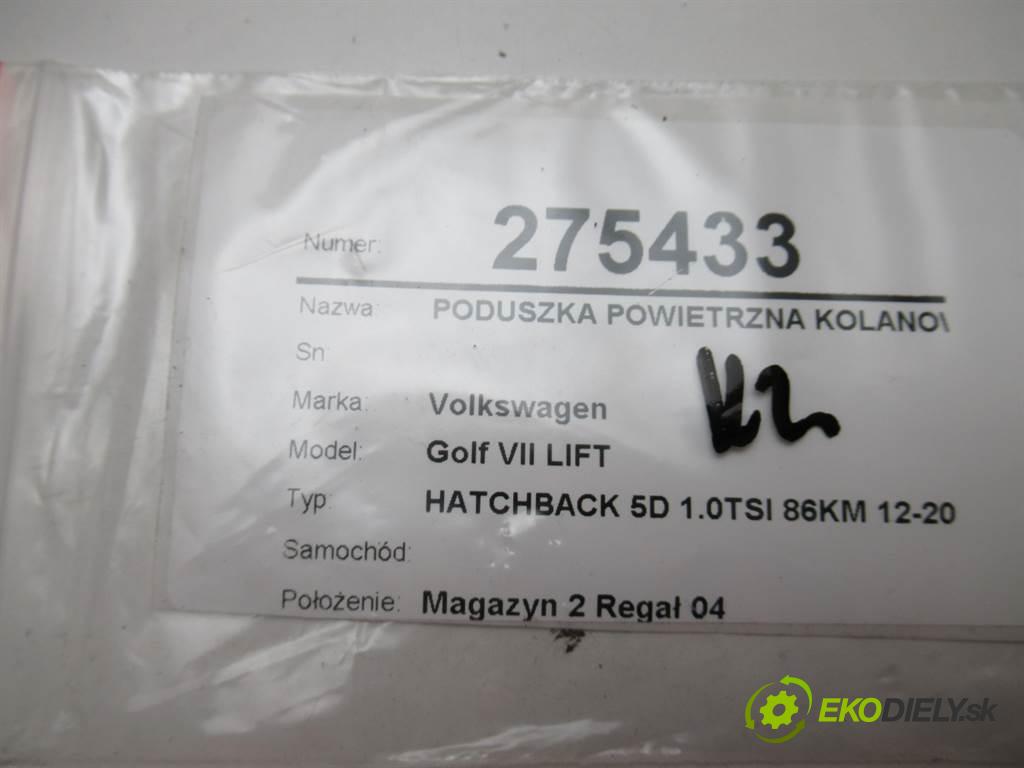 Numer: 275433
Nazwa: PODUSZKA POWIETRZNA KOLANO
Sn
Marka: Volkswagen
Model: Golf VII LIFT
Typ: HATCHBACK 5D 1.0TSI 86KM 12-20
Samochód:
Położenie: Magazyn 2 Regał 04
EKODIELY.sk